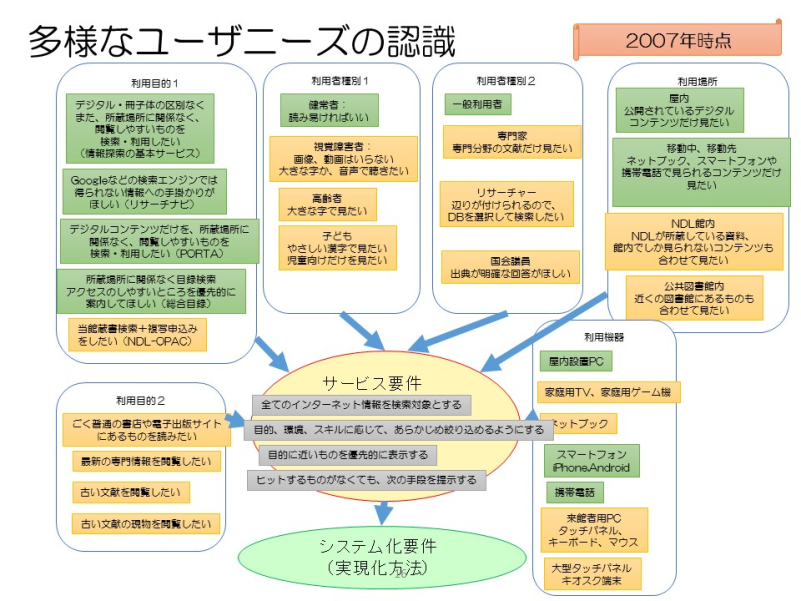 多様なユーザニーズの認識
2007年時点
利用目的1
デジタル・冊子体の区別なく
また、所蔵場所に関係なく、
閲覧しやすいものを
検索・利用したい
(情報探索の基本サービス)
Googleなどの検索エンジンでは
得られない情報への手掛かりが
ほしい(リサーチナビ)
デジタルコンテンツだけを、所蔵場所に
関係なく、閲覧しやすいものを
検索・利用したい(PORTA)
所蔵場所に関係なく目録検索
アクセスのしやすいところを優先的に
案内してほしい(総合目録)
当館蔵書検索+複写申込み
をしたい(NDL-OPAC)
利用者種別1
健常者:
読み易ければいい
視覚障害者:
画像、動画はいらない
大きな字か、音声で聴きたい
高齢者
大きな字で見たい
子ども
やさしい漢字で見たい
児童向けだけを見たい
利用者種別2
一般利用者
専門家
専門分野の文献だけ見たい
リサーチャー
辺りが付けられるので、
DBを選択して検索したい
国会議員
出典が明確な回答がほしい
利用場所
屋内
公開されているデジタル
コンテンツだけ見たい
移動中、移動先
ネットブック、スマートフォンや
携帯電話で見られるコンテンツだけ
見たい
NDL館内
NDLが所蔵している資料、
館内でしか見られないコンテンツも
合わせて見たい
公共図書館内
近くの図書館にあるものも
合わせて見たい
利用目的2
ごく普通の書店や電子出版サイト
にあるものを読みたい
最新の専門情報を閲覧したい
古い文献を閲覧したい
古い文献の現物を閲覧したい
サービス要件
全てのインターネット情報を検索対象とする
目的、環境、スキルに応じて、あらかじめ絞り込めるようにする
目的に近いものを優先的に表示する
ヒットするものがなくても、次の手段を提示する
システム化要件
(実現化方法)
16
利用機器
屋内設置PC
家庭用TV、家庭用ゲーム機
ネットブック
スマートフォン
iPhone,Android
携帯電話
来館者用PC
タッチパネル、
キーボード、マウス
大型タッチパネル
キオスク端末